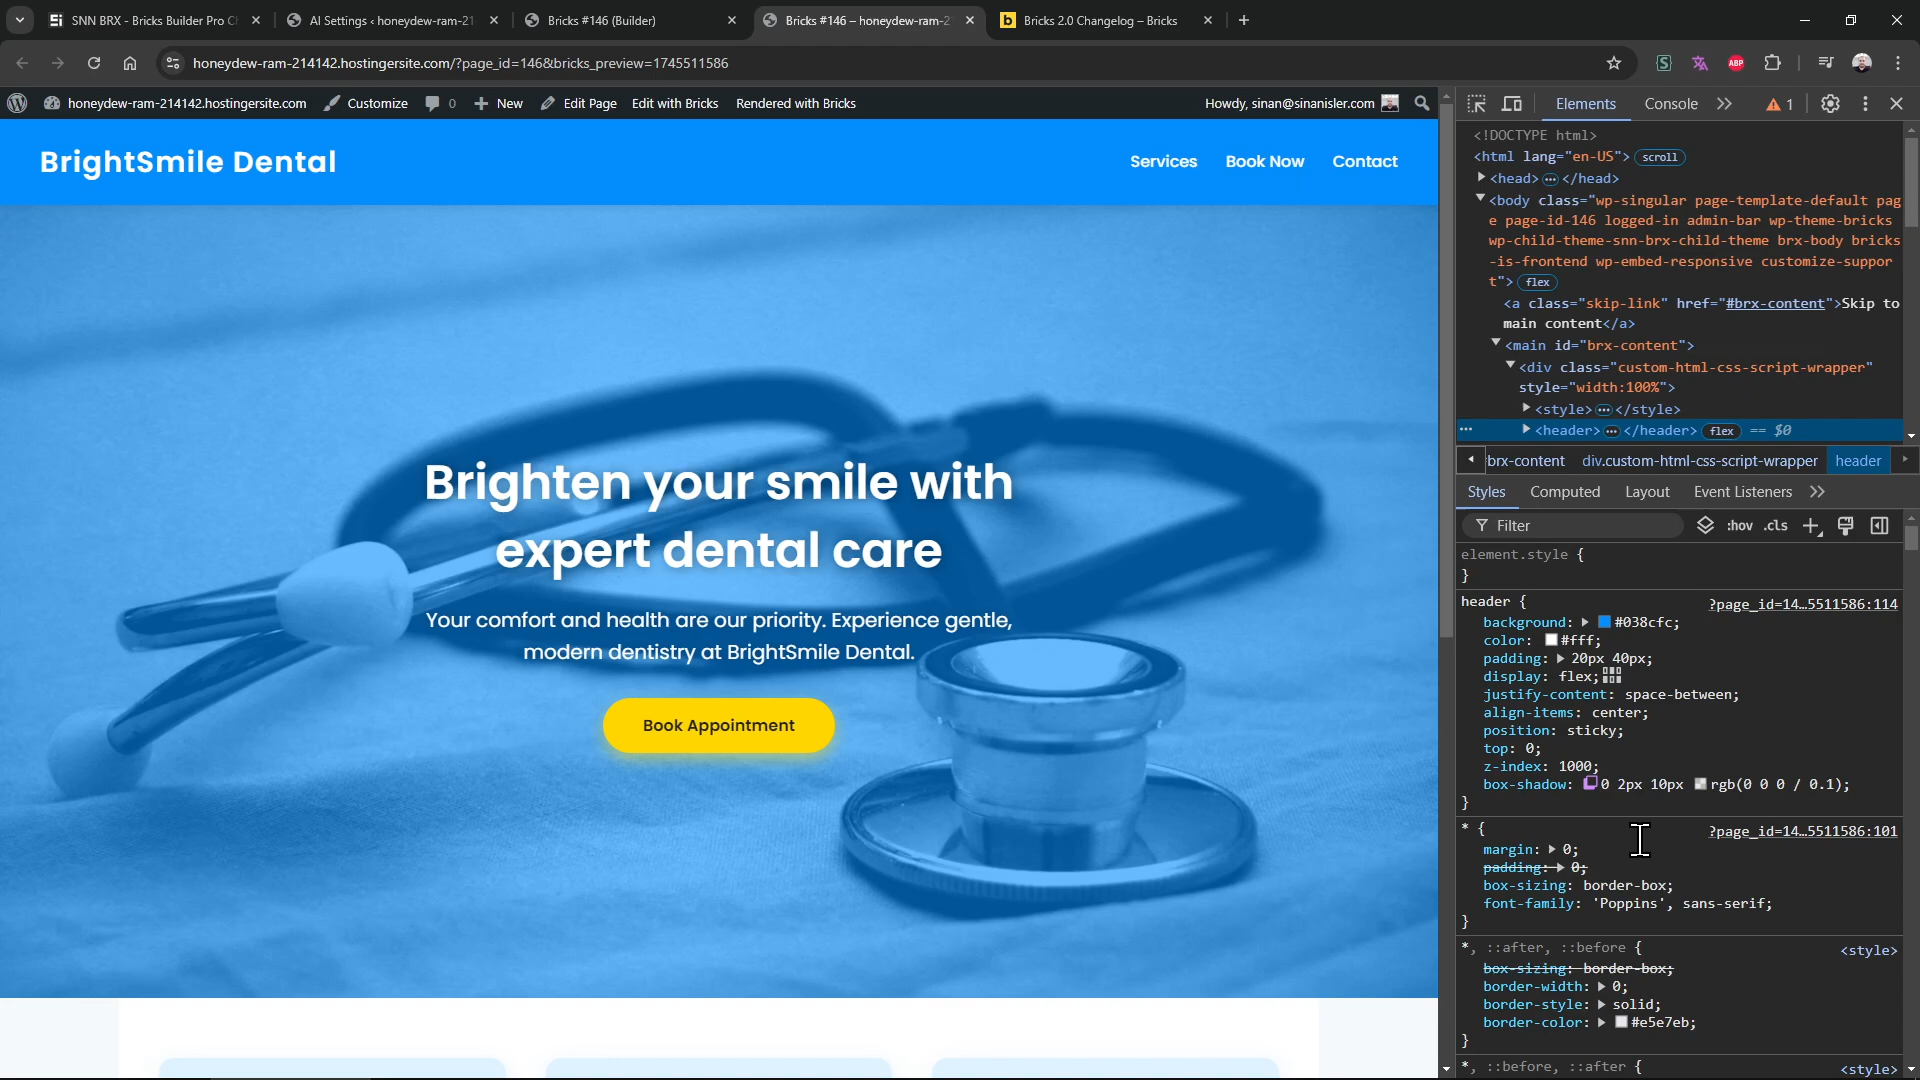 SNN BRX - Bricks Builder Pro C
AI Settings ‹ honeydew-ram-21
Bricks #146 (Builder)
Bricks #146 – honeydew-ram-2
Bricks 2.0 Changelog – Bricks
honeydew-ram-214142.hostingersite.com/?page_id=146&bricks_preview=1745511586
ABP
honeydew-ram-214142.hostingersite.com
Customize
0
New
Edit Page
Edit with Bricks
Rendered with Bricks
Howdy, sinan@sinanisler.com
BrightSmile Dental
Services
Book Now
Contact
Brighten your smile with
expert dental care
Your comfort and health are our priority. Experience gentle,
modern dentistry at BrightSmile Dental.
Book Appointment
Elements
Console
1
<!DOCTYPE html>
<html lang="en-US"> scroll
<head> ••• </head>
<body class="wp-singular page-template-default pag
e page-id-146 logged-in admin-bar wp-theme-bricks
wp-child-theme-snn-brx-child-theme brx-body bricks
-is-frontend wp-embed-responsive customize-suppor
t"> flex
<a class="skip-link" href="#brx-content">Skip to
main content</a>
<main id="brx-content">
<div class="custom-html-css-script-wrapper"
style="width:100%">
<style> ••• </style>
••• <header> ••• </header> flex == $0
brx-content
div.custom-html-css-script-wrapper
header
Styles
Computed
Layout
Event Listeners
Filter
:hov
.cls
element.style {
}
header {
?page_id=14…5511586:114
background: #038cfc;
color: #fff;
padding: 20px 40px;
display: flex;
justify-content: space-between;
align-items: center;
position: sticky;
top: 0;
z-index: 1000;
box-shadow: 0 2px 10px rgb(0 0 0 / 0.1);
}
* {
?page_id=14…5511586:101
margin: 0;
padding: 0;
box-sizing: border-box;
font-family: 'Poppins', sans-serif;
}
*, ::after, ::before {
<style>
box-sizing: border-box;
border-width: 0;
border-style: solid;
border-color: #e5e7eb;
}
*, ::before, ::after {
<style>